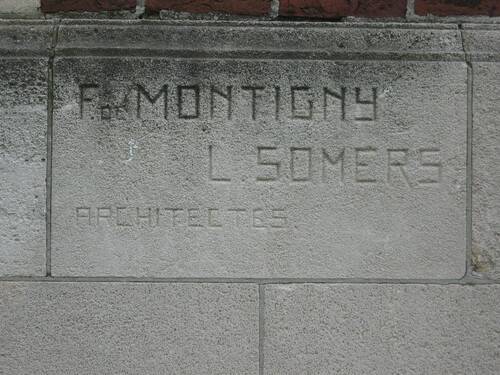 F. de MONTIGNY
L. SOMERS
ARCHITECTES.